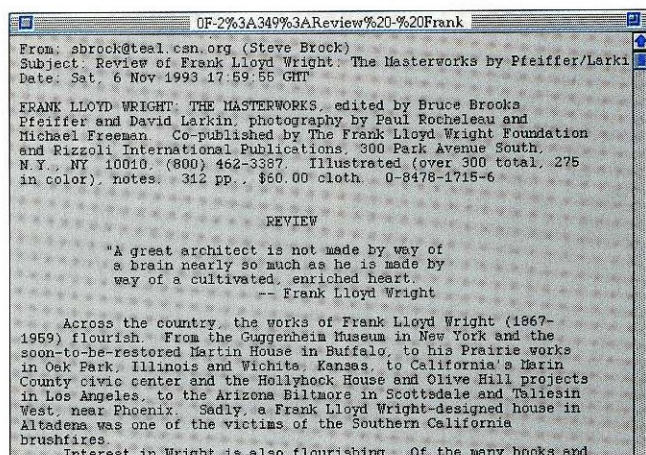 0F-2%3A349%3AReview%20-%20Frank
From: sbrock@teal.csn.org (Steve Brock)
Subject: Review of Frank Lloyd Wright: The Masterworks by Pfeiffer/Larki
Date: Sat, 6 Nov 1993 17:59:55 GMT
FRANK LLOYD WRIGHT: THE MASTERWORKS, edited by Bruce Brooks
Pfeiffer and David Larkin, photography by Paul Rocheleau and
Michael Freeman. Co-published by The Frank Lloyd Wright Foundation
and Rizzoli International Publications, 300 Park Avenue South,
N.Y., NY 10010, (800) 462-3387. Illustrated (over 300 total, 275
in color), notes. 312 pp., $60.00 cloth. 0-8478-1715-6
REVIEW
"A great architect is not made by way of
a brain nearly so much as he is made by
way of a cultivated, enriched heart.
-- Frank Lloyd Wright
Across the country, the works of Frank Lloyd Wright (1867-
1959) flourish. From the Guggenheim Museum in New York and the
soon-to-be-restored Martin House in Buffalo, to his Prairie works
in Oak Park, Illinois and Wichita, Kansas, to California's Marin
County civic center and the Hollyhock House and Olive Hill projects
in Los Angeles, to the Arizona Biltmore in Scottsdale and Taliesin
West, near Phoenix. Sadly, a Frank Lloyd Wright-designed house in
Altadena was one of the victims of the Southern California
brushfires.
Interest in Wright is also flourishing. Of the many books and